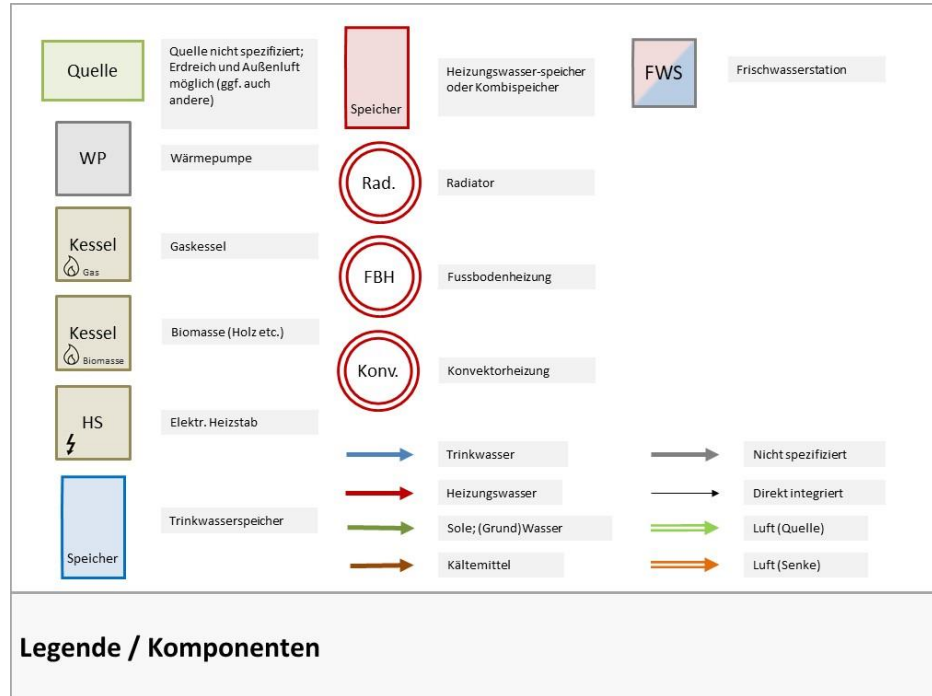 Quelle
Quelle nicht spezifiziert;
Erdreich und Außenluft
möglich (ggf. auch
andere)
WP
Wärmepumpe
Kessel
Gas
Gaskessel
Kessel
Biomasse
Biomasse (Holz etc.)
HS
Elektr. Heizstab
Speicher
Trinkwasserspeicher
Speicher
Heizungswasser-speicher
oder Kombispeicher
Rad.
Radiator
FBH
Fussbodenheizung
Konv.
Konvektorheizung
Trinkwasser
Heizungswasser
Sole; (Grund)Wasser
Kältemittel
FWS
Frischwasserstation
Nicht spezifiziert
Direkt integriert
Luft (Quelle)
Luft (Senke)
Legende / Komponenten